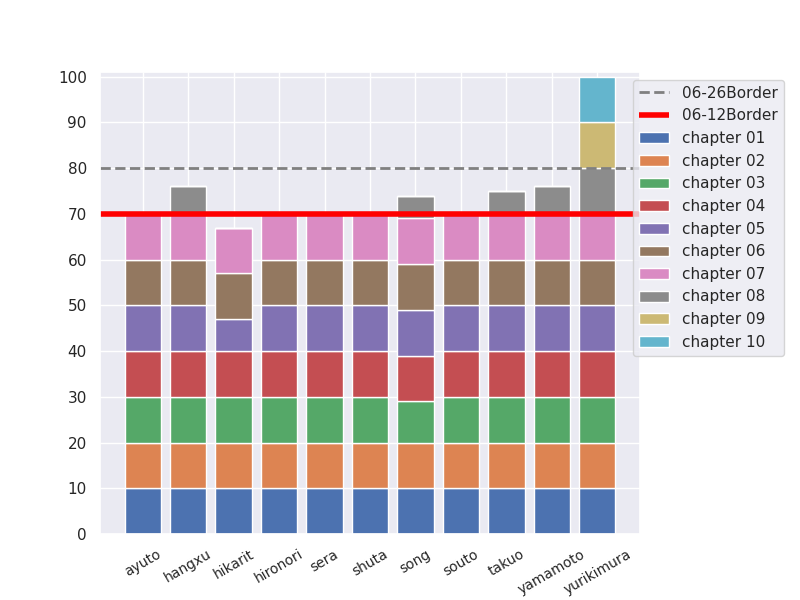 100
90
80
70
60
50
40
30
20
10
0
ayuto
hangxu
hikarit
hironori
sera
shuta
song
souto
takuo
yamamoto
yurikimura
06-26Border
06-12Border
chapter 01
chapter 02
chapter 03
chapter 04
chapter 05
chapter 06
chapter 07
chapter 08
chapter 09
chapter 10